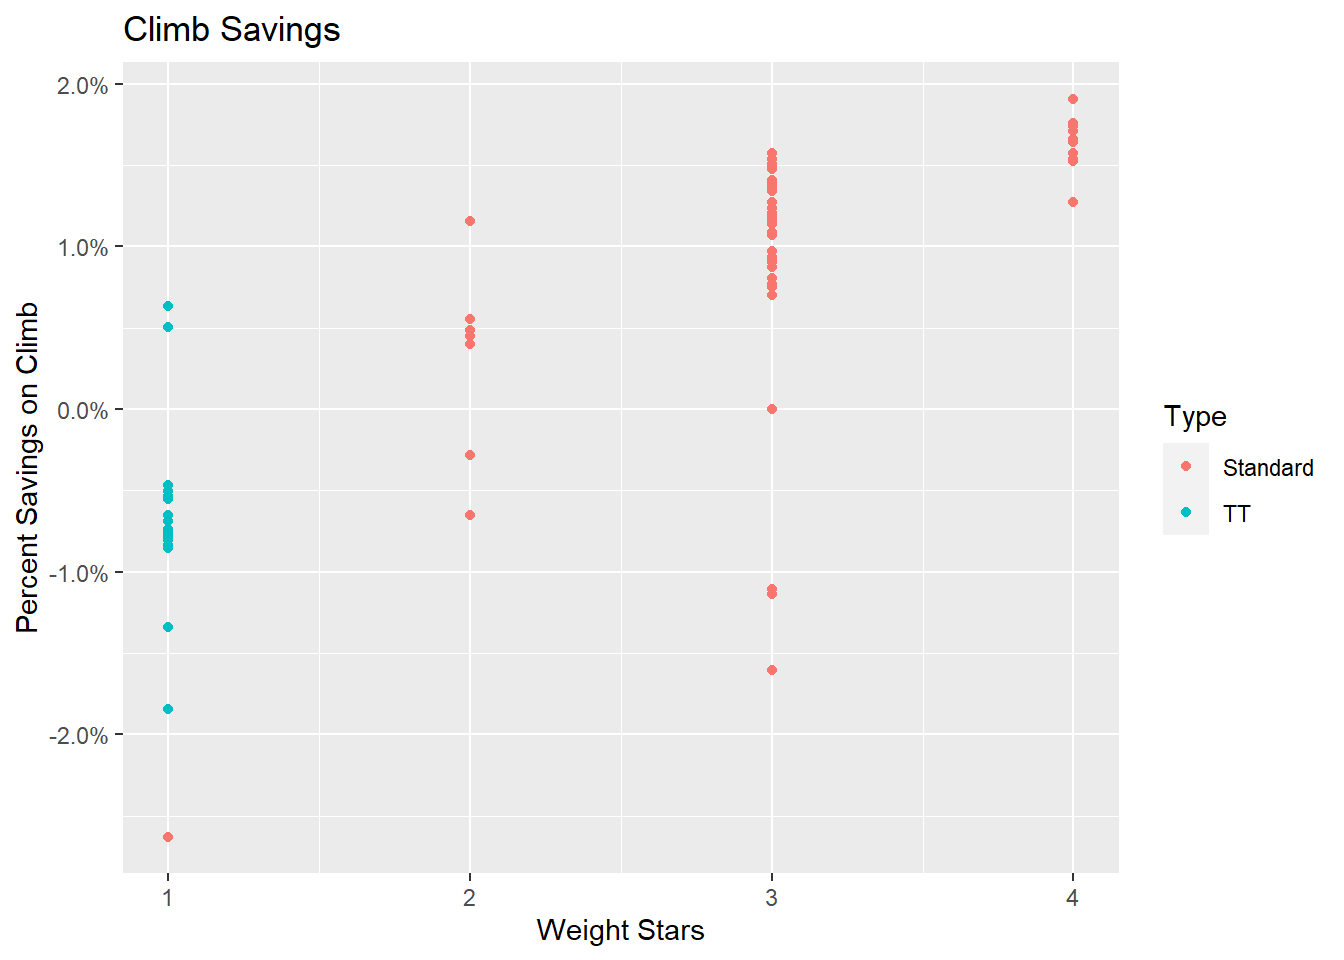 Climb Savings
2.0%
1.0%
0.0%
-1.0%
-2.0%
Percent Savings on Climb
1 2 3 4
Weight Stars
Type
Standard
TT